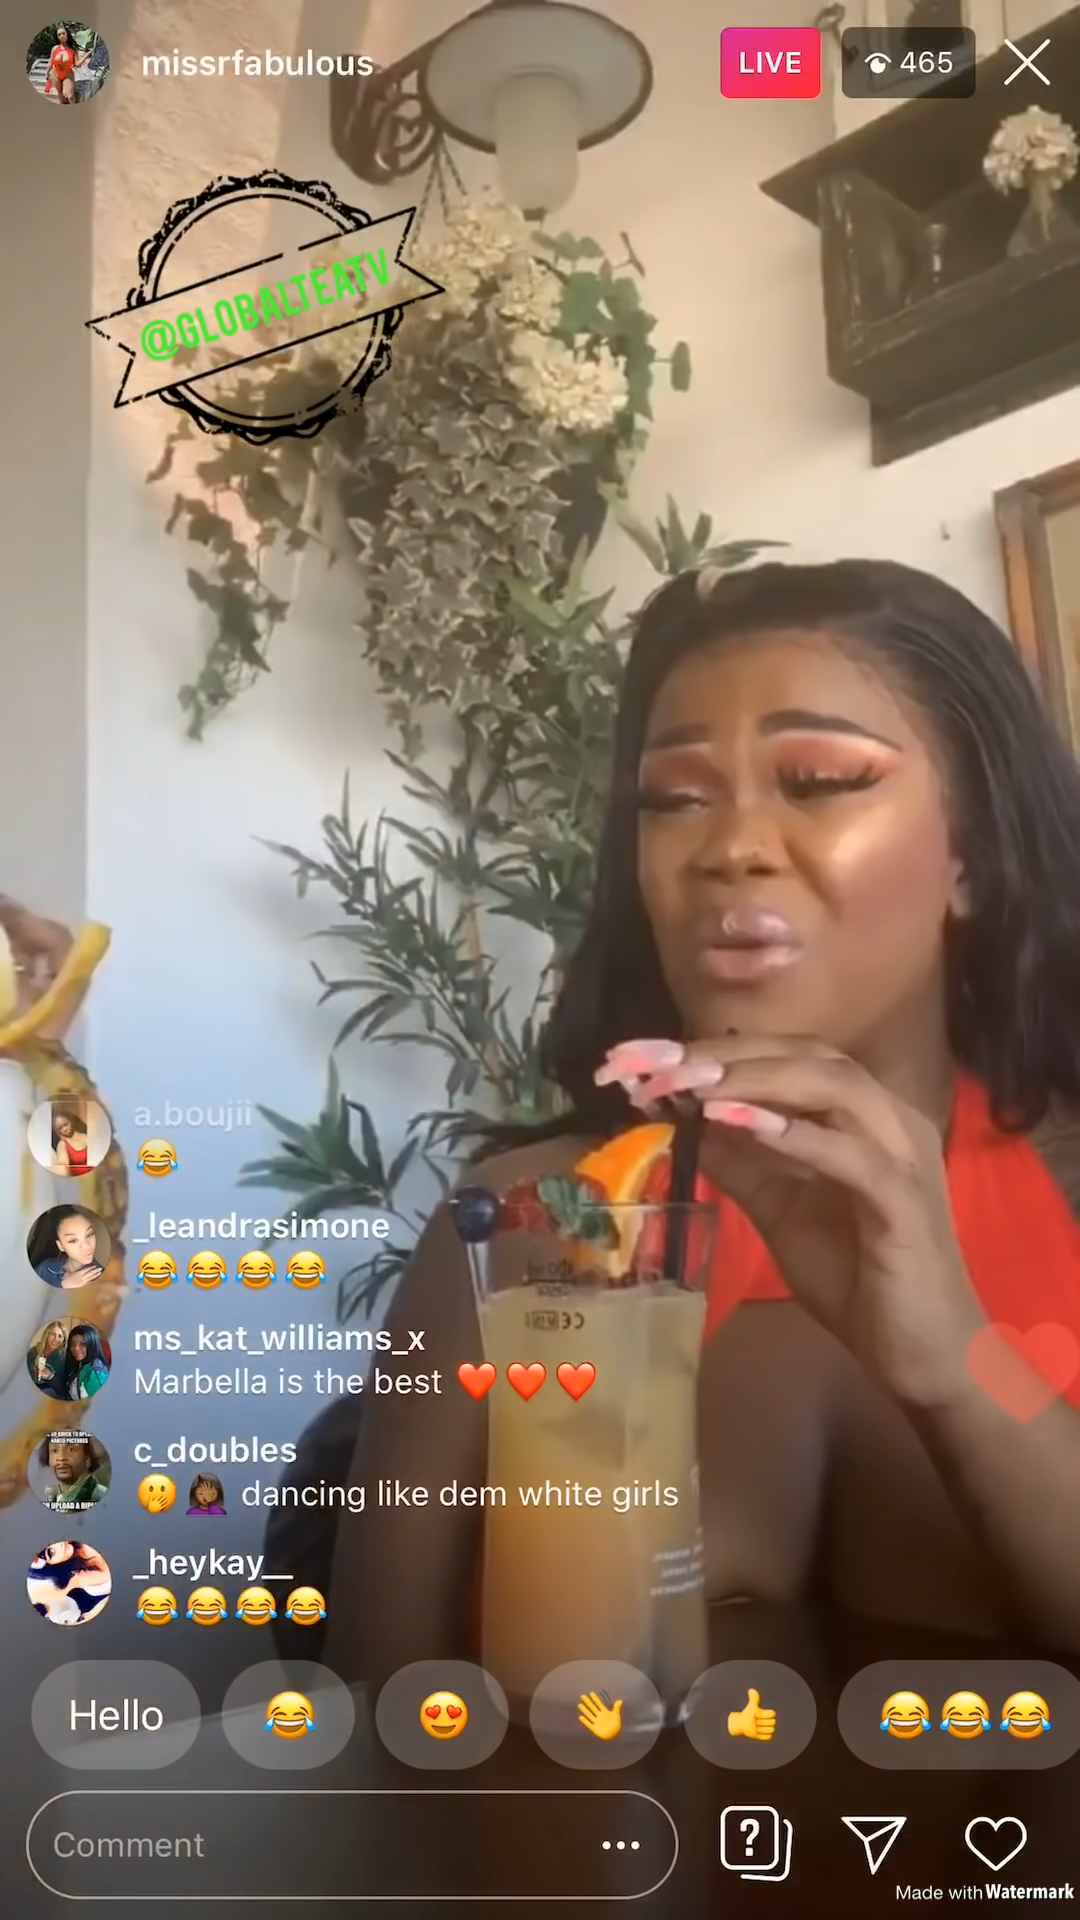 missrfabulous
LIVE
465
@GLOBALTEATV
a.boujii
😂
_leandrasimone
😂😂😂😂
ms_kat_williams_x
Marbella is the best ❤️❤️❤️
c_doubles
🤭🤦🏾‍♀️ dancing like dem white girls
_heykay__
😂😂😂😂
Hello 😂 😍 👋 👍 😂😂😂
Comment
Made with Watermark